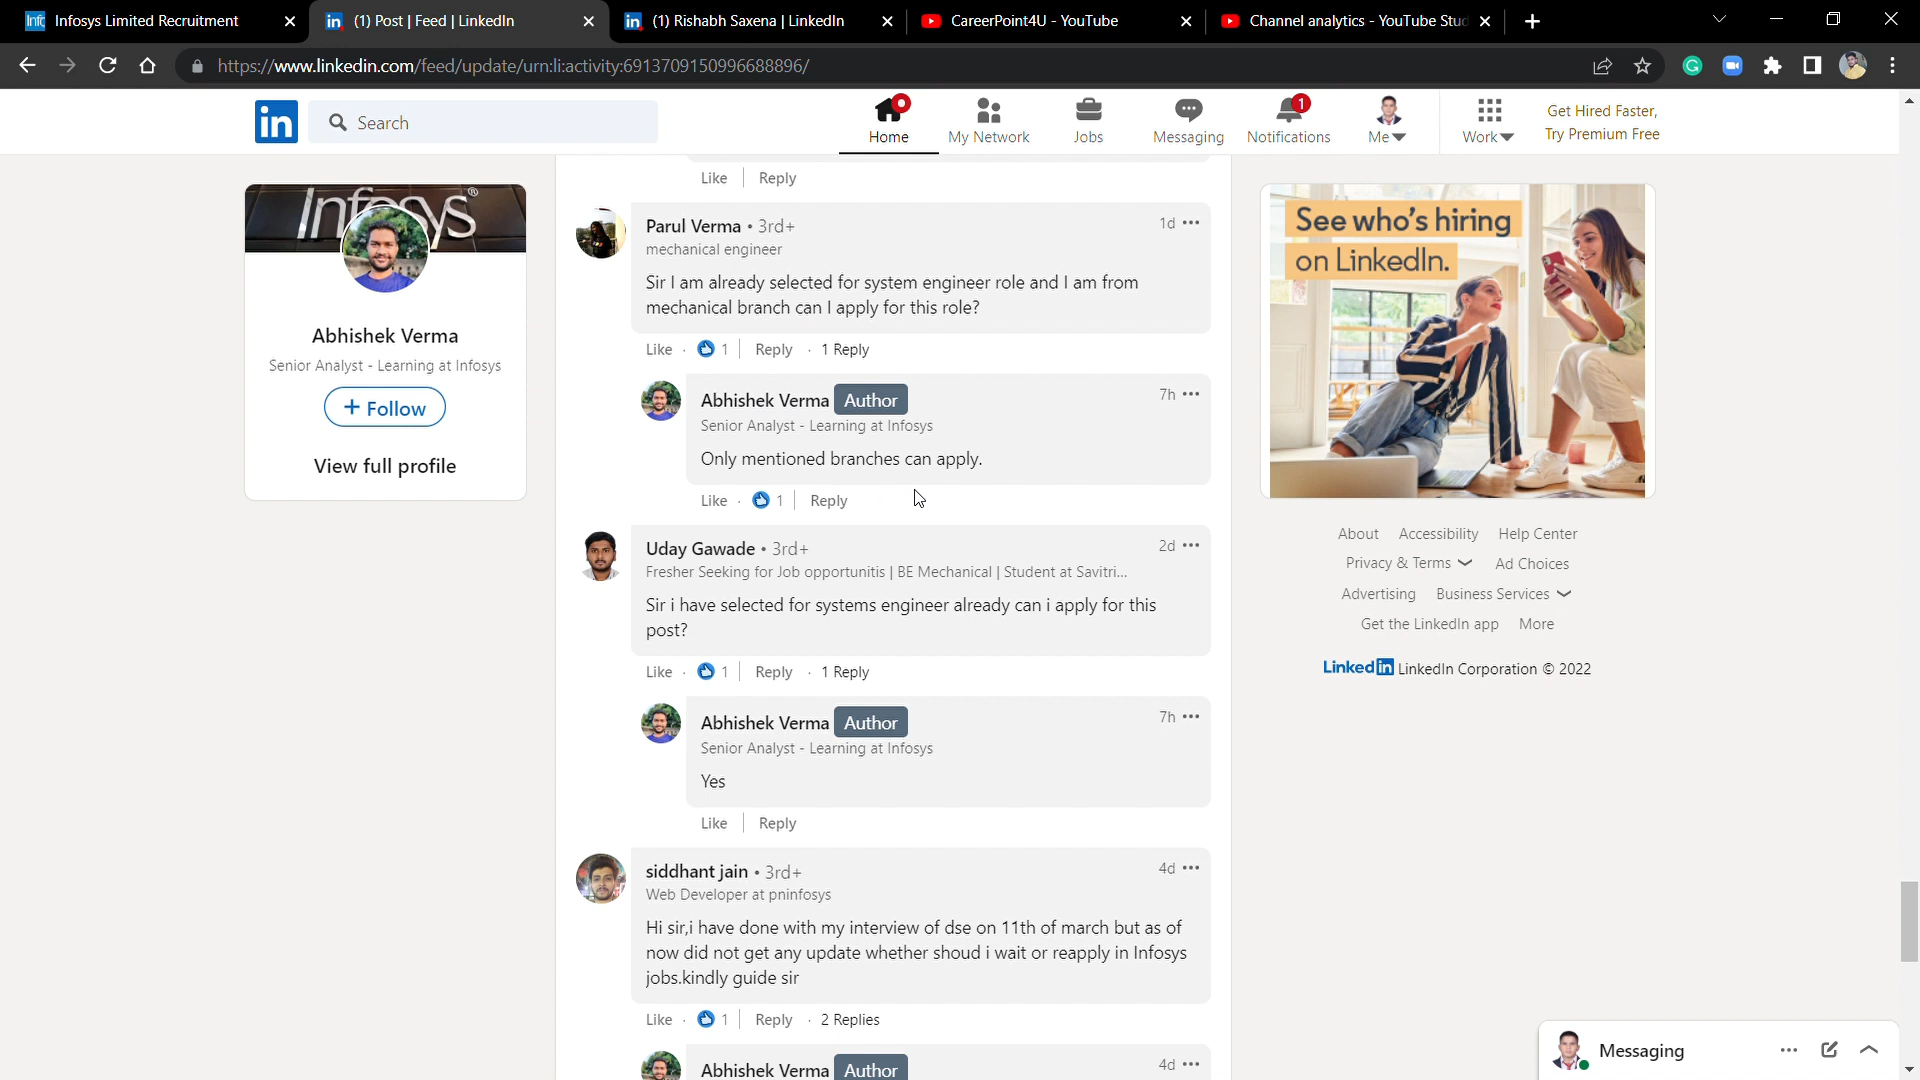 Infosys Limited Recruitment
(1) Post | Feed | LinkedIn
(1) Rishabh Saxena | LinkedIn
CareerPoint4U - YouTube
Channel analytics - YouTube Stud
https://www.linkedin.com/feed/update/urn:li:activity:6913709150996688896/
in
Search
Home
My Network
Jobs
Messaging
1
Notifications
Me
Work
Get Hired Faster,
Try Premium Free
Infosys
Abhishek Verma
Senior Analyst - Learning at Infosys
+ Follow
View full profile
Like | Reply
Parul Verma • 3rd+
1d •••
mechanical engineer
Sir I am already selected for system engineer role and I am from
mechanical branch can I apply for this role?
Like · 1 | Reply · 1 Reply
Abhishek Verma Author
7h •••
Senior Analyst - Learning at Infosys
Only mentioned branches can apply.
Like · 1 | Reply
Uday Gawade • 3rd+
2d •••
Fresher Seeking for Job opportunitis | BE Mechanical | Student at Savitri...
Sir i have selected for systems engineer already can i apply for this
post?
Like · 1 | Reply · 1 Reply
Abhishek Verma Author
7h •••
Senior Analyst - Learning at Infosys
Yes
Like | Reply
siddhant jain • 3rd+
4d •••
Web Developer at pninfosys
Hi sir,i have done with my interview of dse on 11th of march but as of
now did not get any update whether shoud i wait or reapply in Infosys
jobs.kindly guide sir
Like · 1 | Reply · 2 Replies
Abhishek Verma Author
4d •••
See who's hiring
on LinkedIn.
About Accessibility Help Center
Privacy & Terms Ad Choices
Advertising Business Services
Get the LinkedIn app More
LinkedIn LinkedIn Corporation © 2022
Messaging